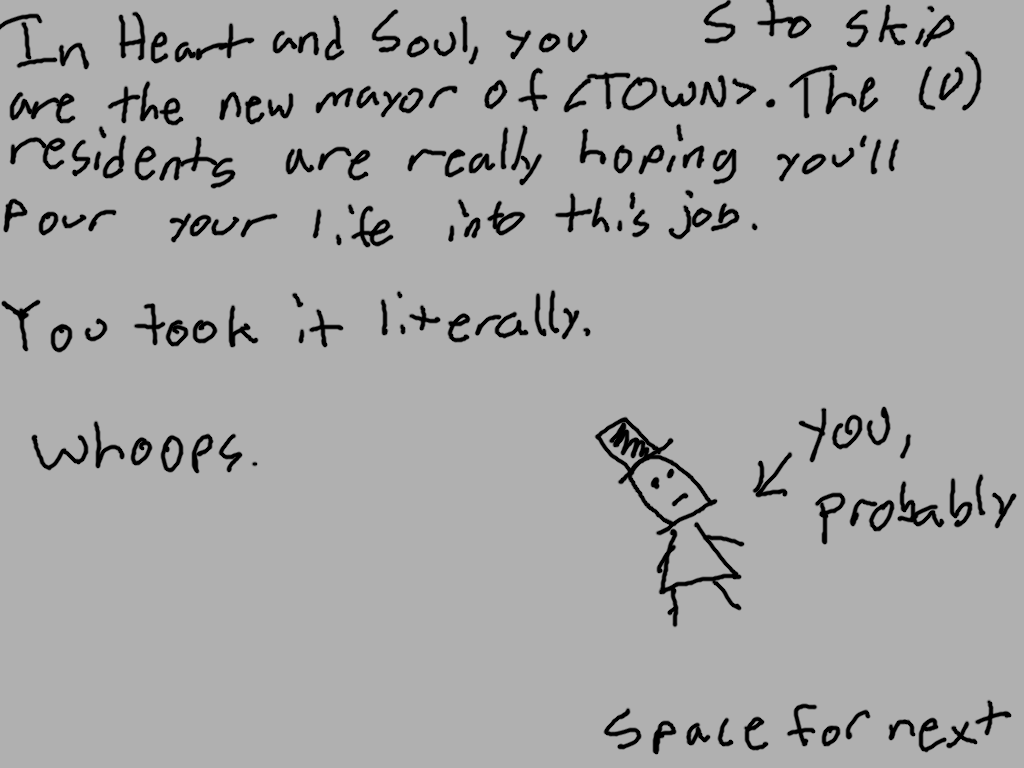 In Heart and Soul, you S to skip
are the new mayor of <TOWN>. The (0)
residents are really hoping you'll
pour your life into this job.
You took it literally.
Whoops.
you,
probably
Space for next